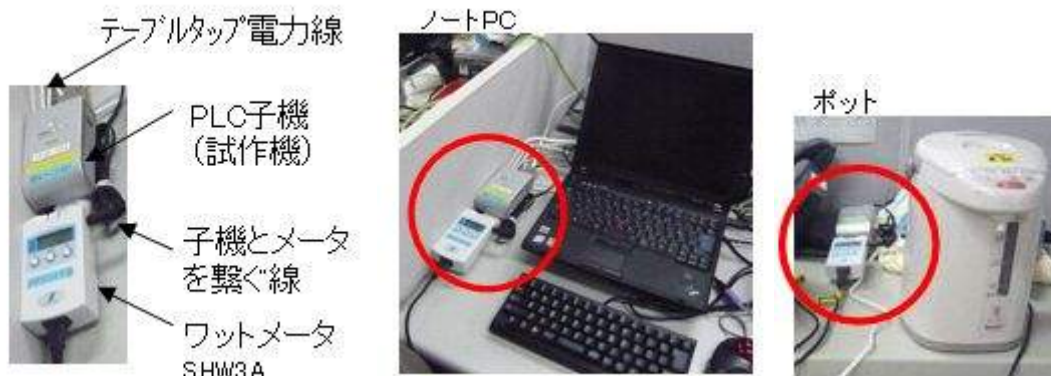 テーブルタップ電力線
PLC子機
(試作機)
子機とメータ
を繋ぐ線
ワットメータ
SHW3A
ノートPC
ポット